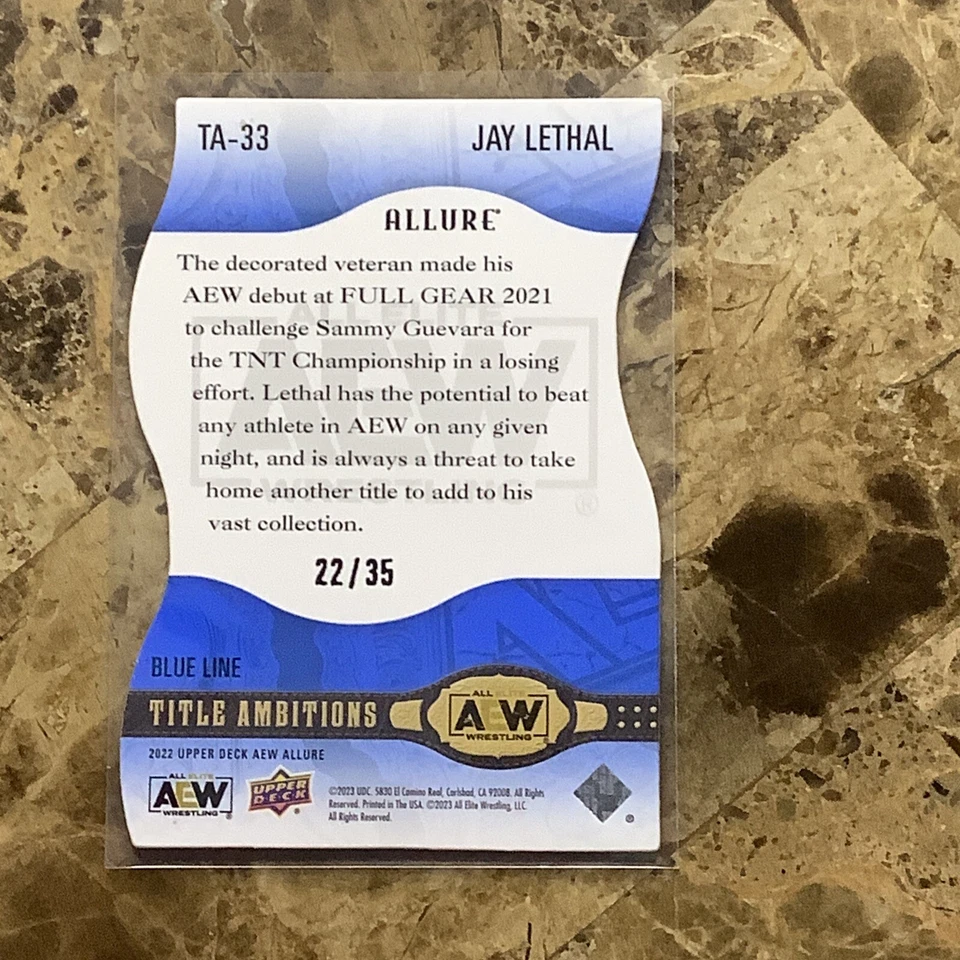 TA-33 JAY LETHAL
ALLURE®
The decorated veteran made his
AEW debut at FULL GEAR 2021
to challenge Sammy Guevara for
the TNT Championship in a losing
effort. Lethal has the potential to beat
any athlete in AEW on any given
night, and is always a threat to take
home another title to add to his
vast collection.
ALL ELITE
AEW
WRESTLING
®
22/35
BLUE LINE
TITLE AMBITIONS
ALL ELITE
AEW
WRESTLING
2022 UPPER DECK AEW ALLURE
ALL ELITE
AEW
WRESTLING®
UPPER
DECK®
©2023 UDC. 5830 El Camino Real, Carlsbad, CA 92008. All Rights
Reserved. Printed in The USA. ©2023 All Elite Wrestling, LLC.
All Rights Reserved.
®